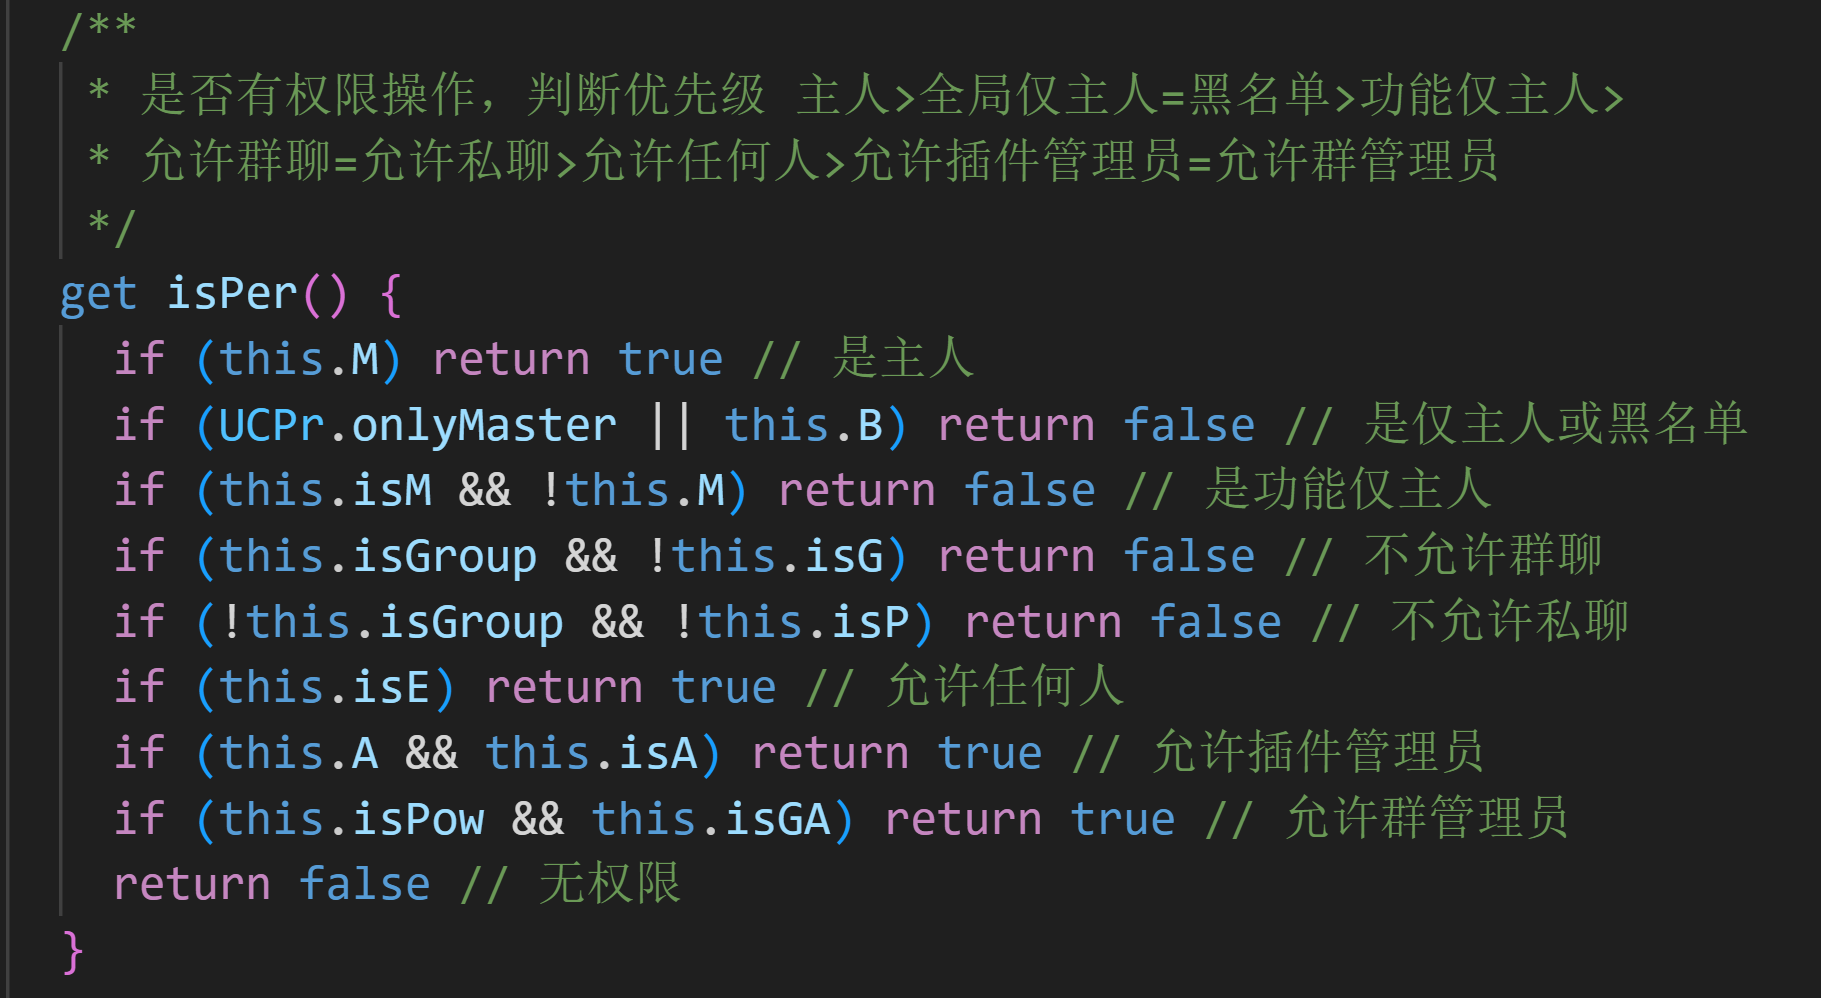 /**
 * 是否有权限操作，判断优先级 主人>全局仅主人=黑名单>功能仅主人>
 * 允许群聊=允许私聊>允许任何人>允许插件管理员=允许群管理员
 */
get isPer() {
  if (this.M) return true // 是主人
  if (UCPr.onlyMaster || this.B) return false // 是仅主人或黑名单
  if (this.isM && !this.M) return false // 是功能仅主人
  if (this.isGroup && !this.isG) return false // 不允许群聊
  if (!this.isGroup && !this.isP) return false // 不允许私聊
  if (this.isE) return true // 允许任何人
  if (this.A && this.isA) return true // 允许插件管理员
  if (this.isPow && this.isGA) return true // 允许群管理员
  return false // 无权限
}